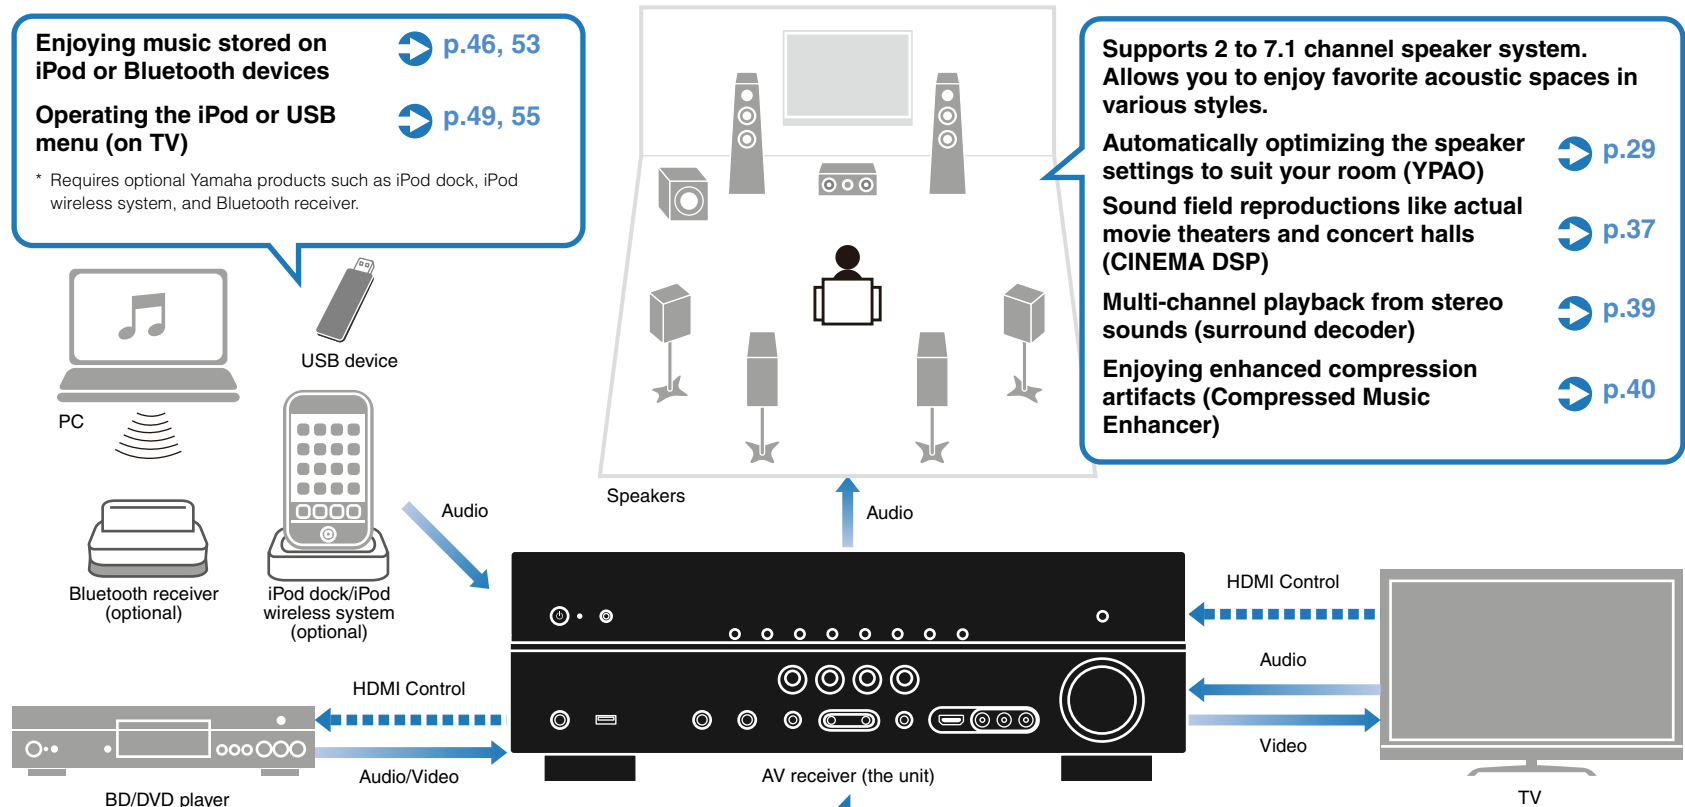 Enjoying music stored on
iPod or Bluetooth devices
p.46, 53
Operating the iPod or USB
menu (on TV)
p.49, 55
* Requires optional Yamaha products such as iPod dock, iPod
wireless system, and Bluetooth receiver.
Supports 2 to 7.1 channel speaker system.
Allows you to enjoy favorite acoustic spaces in
various styles.
Automatically optimizing the speaker
settings to suit your room (YPAO)
p.29
Sound field reproductions like actual
movie theaters and concert halls
(CINEMA DSP)
p.37
Multi-channel playback from stereo
sounds (surround decoder)
p.39
Enjoying enhanced compression
artifacts (Compressed Music
Enhancer)
p.40
USB device
PC
Bluetooth receiver
(optional)
iPod dock/iPod
wireless system
(optional)
Audio
Speakers
Audio
HDMI Control
Audio
Video
HDMI Control
Audio/Video
AV receiver (the unit)
BD/DVD player
TV